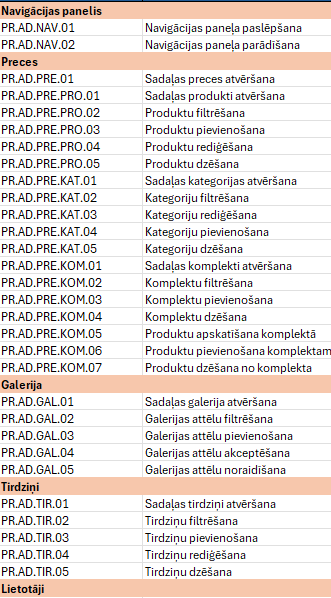 Navigācijas panelis
PR.AD.NAV.01 Navigācijas paneļa paslēpšana
PR.AD.NAV.02 Navigācijas paneļa parādīšana
Preces
PR.AD.PRE.01 Sadaļas preces atvēršana
PR.AD.PRE.PRO.01 Sadaļas produkti atvēršana
PR.AD.PRE.PRO.02 Produktu filtrēšana
PR.AD.PRE.PRO.03 Produktu pievienošana
PR.AD.PRE.PRO.04 Produktu rediģēšana
PR.AD.PRE.PRO.05 Produktu dzēšana
PR.AD.PRE.KAT.01 Sadaļas kategorijas atvēršana
PR.AD.PRE.KAT.02 Kategoriju filtrēšana
PR.AD.PRE.KAT.03 Kategoriju rediģēšana
PR.AD.PRE.KAT.04 Kategoriju pievienošana
PR.AD.PRE.KAT.05 Kategoriju dzēšana
PR.AD.PRE.KOM.01 Sadaļas komplekti atvēršana
PR.AD.PRE.KOM.02 Komplektu filtrēšana
PR.AD.PRE.KOM.03 Komplektu pievienošana
PR.AD.PRE.KOM.04 Komplektu dzēšana
PR.AD.PRE.KOM.05 Produktu apskatīšana komplektā
PR.AD.PRE.KOM.06 Produktu pievienošana komplektam
PR.AD.PRE.KOM.07 Produktu dzēšana no komplekta
Galerija
PR.AD.GAL.01 Sadaļas galerija atvēršana
PR.AD.GAL.02 Galerijas attēlu filtrēšana
PR.AD.GAL.03 Galerijas attēlu pievienošana
PR.AD.GAL.04 Galerijas attēlu akceptēšana
PR.AD.GAL.05 Galerijas attēlu noraidīšana
Tirdziņi
PR.AD.TIR.01 Sadaļas tirdziņi atvēršana
PR.AD.TIR.02 Tirdziņu filtrēšana
PR.AD.TIR.03 Tirdziņu pievienošana
PR.AD.TIR.04 Tirdziņu rediģēšana
PR.AD.TIR.05 Tirdziņu dzēšana
Lietotāji